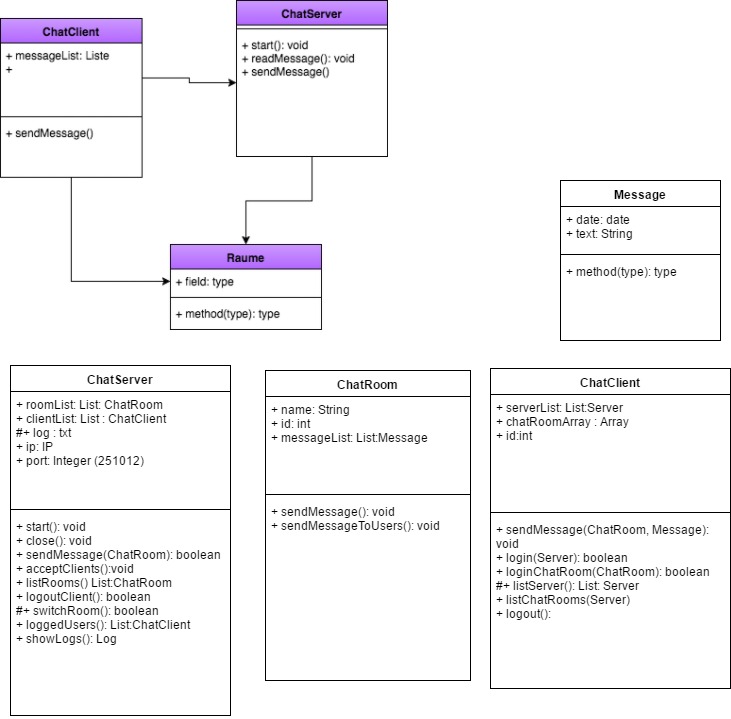 ChatClient
+ messageList: Liste
+
+ sendMessage()
ChatServer
+ start(): void
+ readMessage(): void
+ sendMessage()
Raume
+ field: type
+ method(type): type
Message
+ date: date
+ text: String
+ method(type): type
ChatServer
+ roomList: List: ChatRoom
+ clientList: List : ChatClient
#+ log : txt
+ ip: IP
+ port: Integer (251012)
+ start(): void
+ close(): void
+ sendMessage(ChatRoom): boolean
+ acceptClients():void
+ listRooms() List:ChatRoom
+ logoutClient(): boolean
#+ switchRoom(): boolean
+ loggedUsers(): List:ChatClient
+ showLogs(): Log
ChatRoom
+ name: String
+ id: int
+ messageList: List:Message
+ sendMessage(): void
+ sendMessageToUsers(): void
ChatClient
+ serverList: List:Server
+ chatRoomArray : Array
+ id:int
+ sendMessage(ChatRoom, Message):
void
+ login(Server): boolean
+ loginChatRoom(ChatRoom): boolean
#+ listServer(): List: Server
+ listChatRooms(Server)
+ logout():